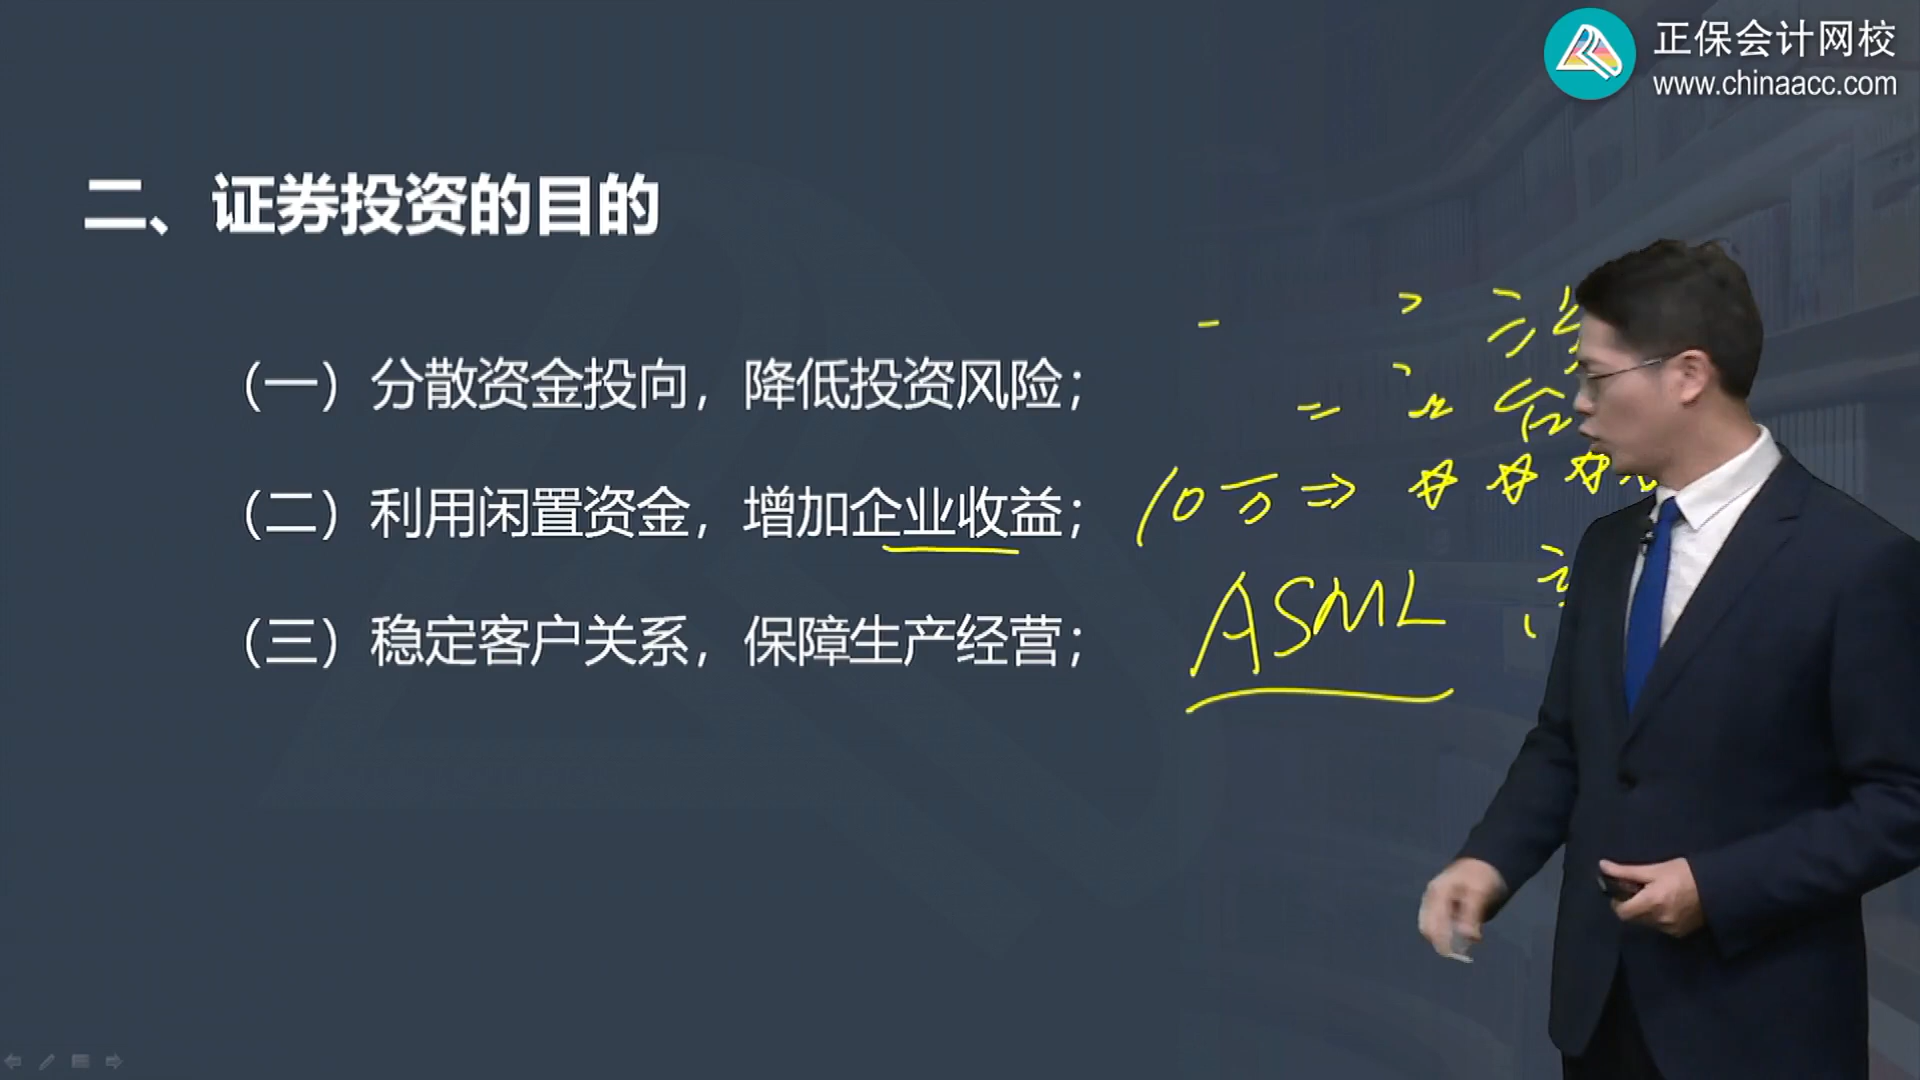 正保会计网校
www.chinaacc.com
二、证券投资的目的
（一）分散资金投向，降低投资风险；
（二）利用闲置资金，增加企业收益；
10万⇒
（三）稳定客户关系，保障生产经营；
ASML